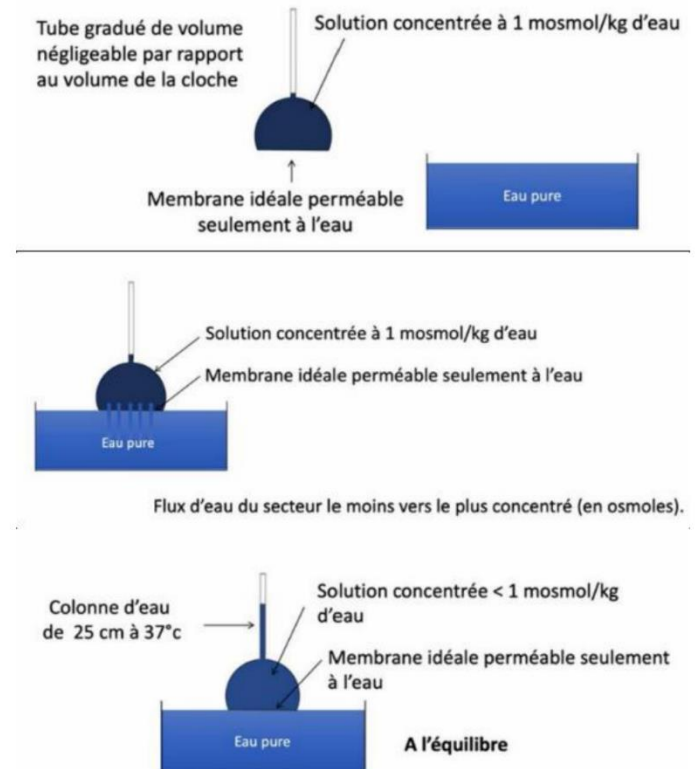 Tube gradué de volume
négligeable par rapport
au volume de la cloche
Solution concentrée à 1 mosmol/kg d'eau
Membrane idéale perméable
seulement à l'eau
Eau pure
Solution concentrée à 1 mosmol/kg d'eau
Membrane idéale perméable seulement à l'eau
Eau pure
Flux d'eau du secteur le moins vers le plus concentré (en osmoles).
Colonne d'eau
de 25 cm à 37°c
Solution concentrée < 1 mosmol/kg
d'eau
Membrane idéale perméable seulement
à l'eau
Eau pure
A l'équilibre